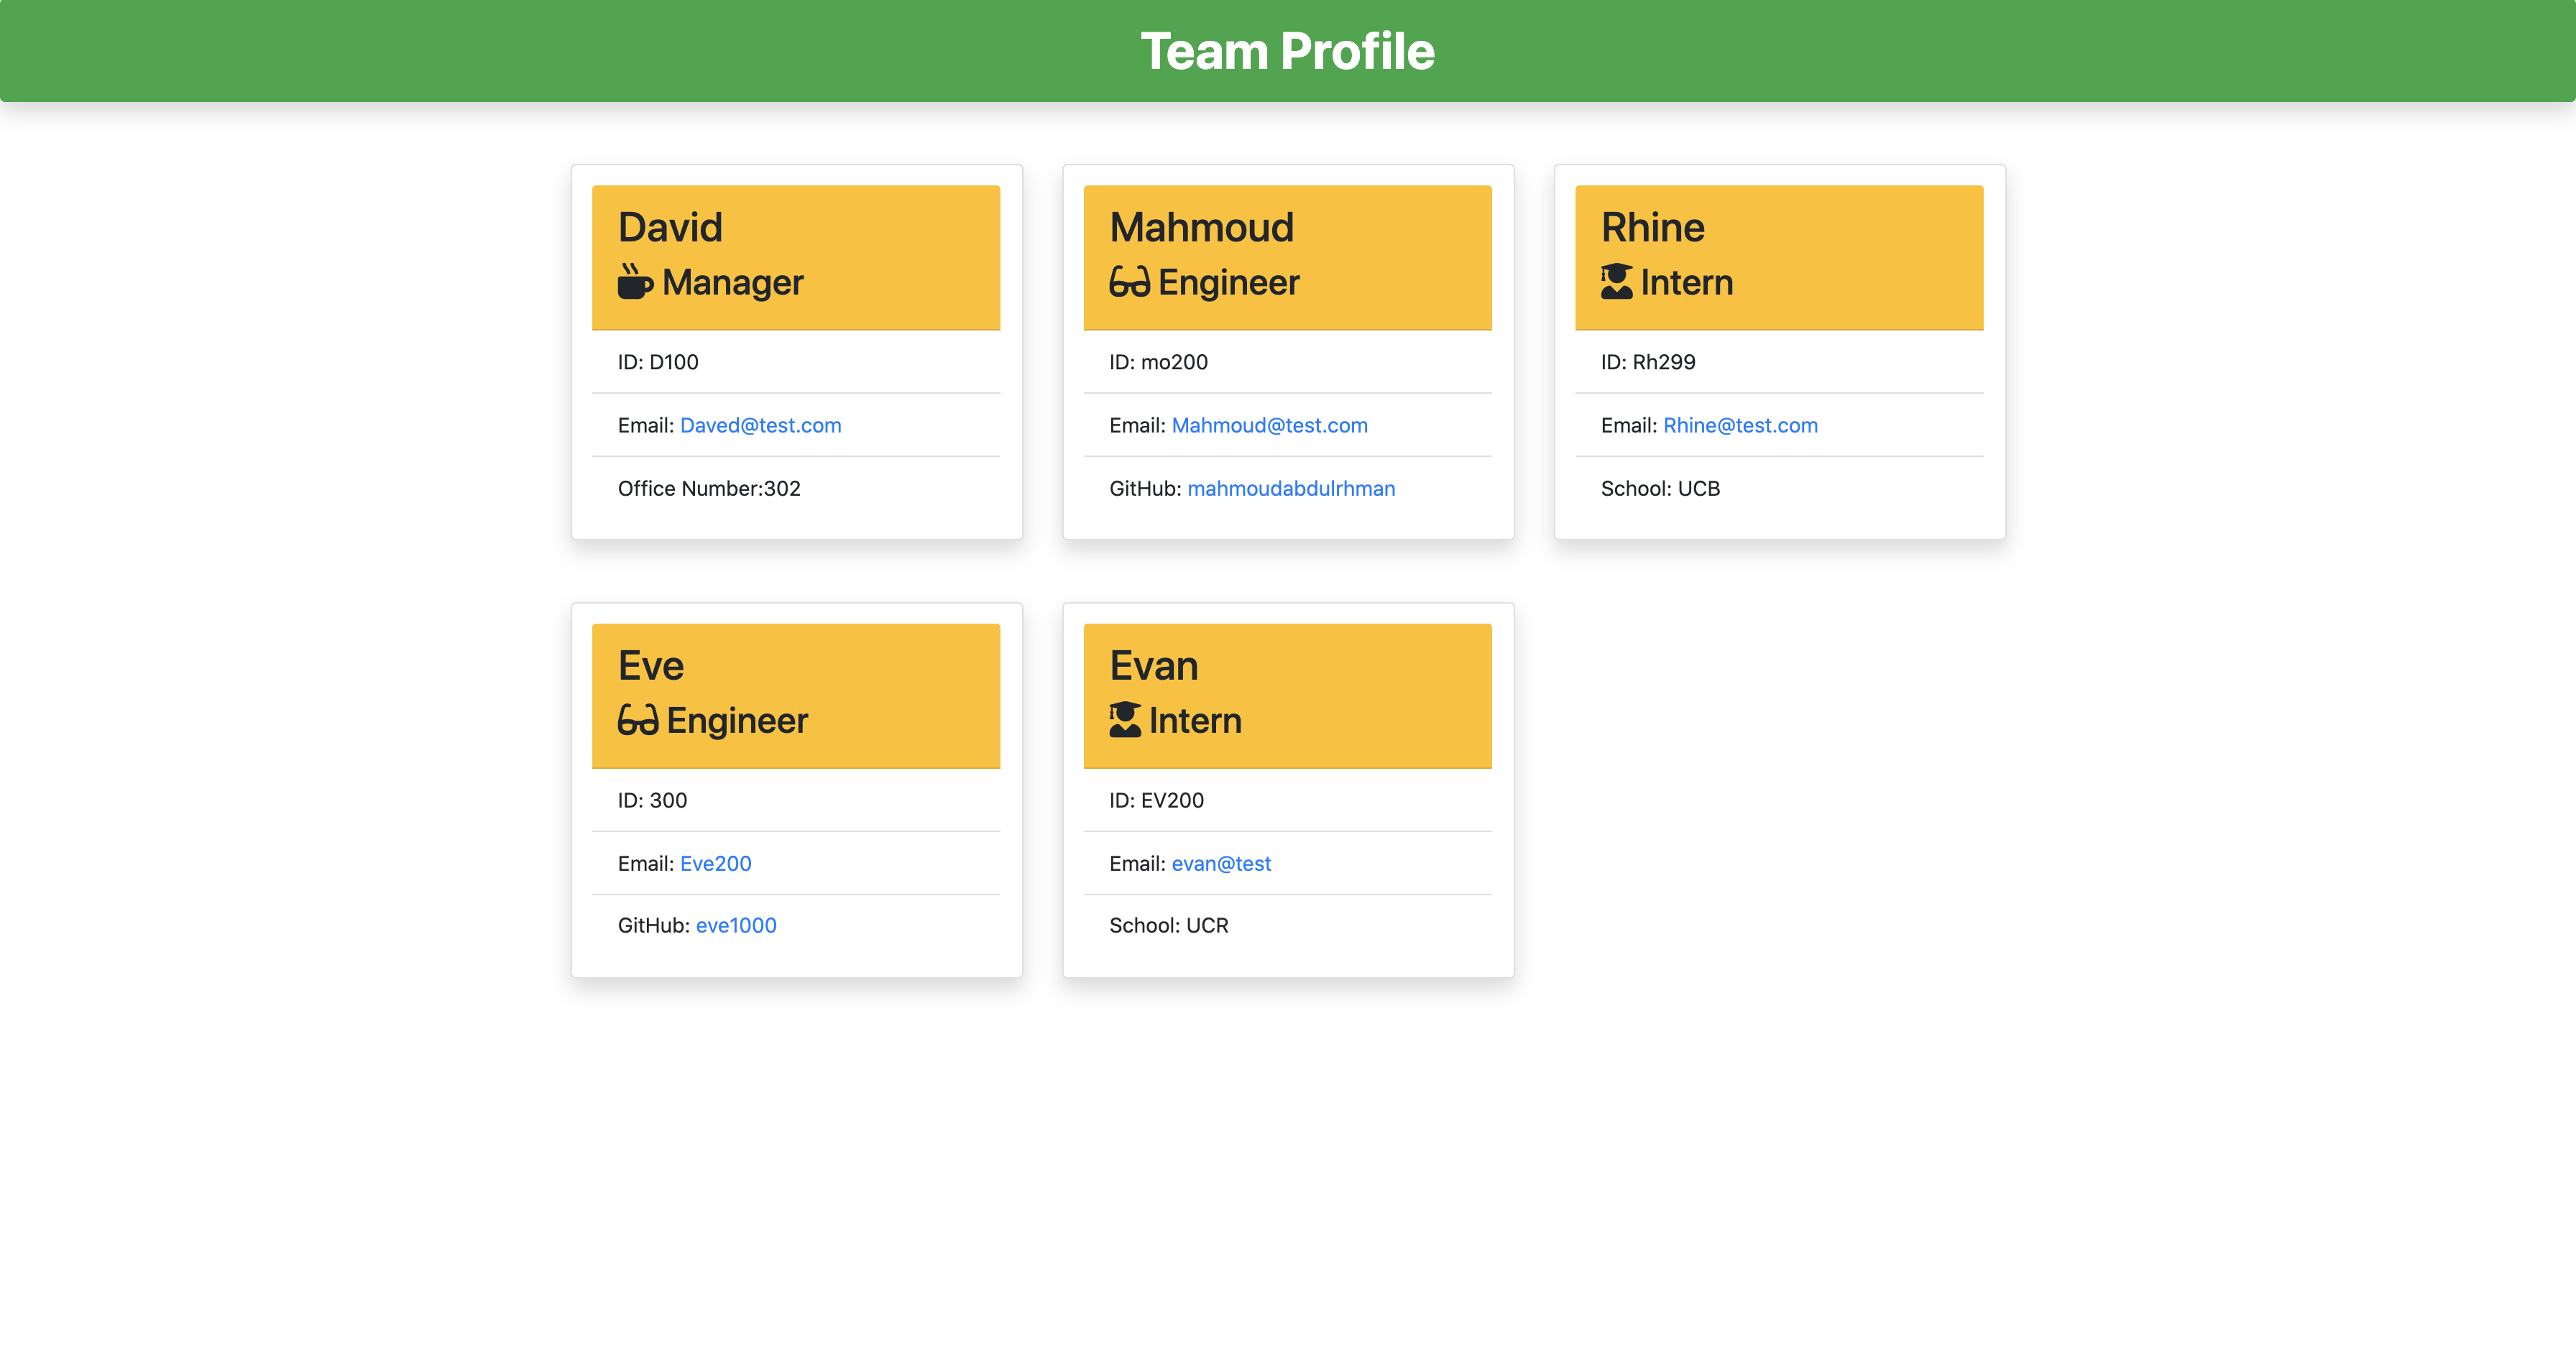 Team Profile
David
Manager
ID: D100
Email: Daved@test.com
Office Number:302
Mahmoud
Engineer
ID: mo200
Email: Mahmoud@test.com
GitHub: mahmoudabdulrhman
Rhine
Intern
ID: Rh299
Email: Rhine@test.com
School: UCB
Eve
Engineer
ID: 300
Email: Eve200
GitHub: eve1000
Evan
Intern
ID: EV200
Email: evan@test
School: UCR